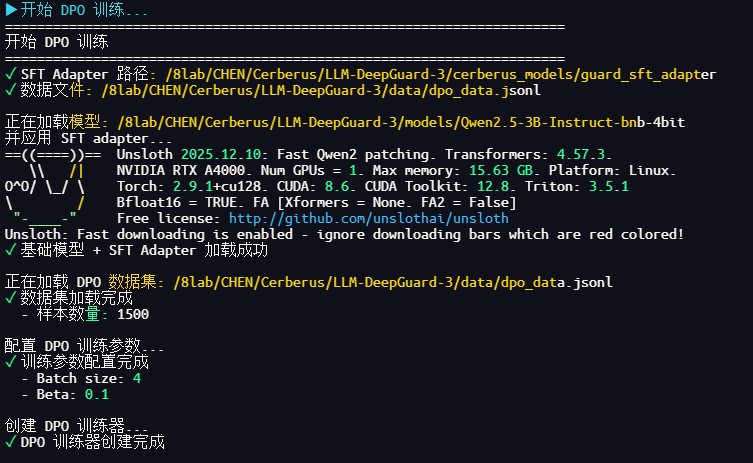 ▶开始 DPO 训练...
======================================================================
开始 DPO 训练
======================================================================
✓ SFT Adapter 路径: /8lab/CHEN/Cerberus/LLM-DeepGuard-3/cerberus_models/guard_sft_adapter
✓ 数据文件: /8lab/CHEN/Cerberus/LLM-DeepGuard-3/data/dpo_data.jsonl
正在加载模型: /8lab/CHEN/Cerberus/LLM-DeepGuard-3/models/Qwen2.5-3B-Instruct-bnb-4bit
并应用 SFT adapter...
==((====))==  Unsloth 2025.12.10: Fast Qwen2 patching. Transformers: 4.57.3.
   \\   /|    NVIDIA RTX A4000. Num GPUs = 1. Max memory: 15.63 GB. Platform: Linux.
O^O/ \_/ \    Torch: 2.9.1+cu128. CUDA: 8.6. CUDA Toolkit: 12.8. Triton: 3.5.1
\        /    Bfloat16 = TRUE. FA [Xformers = None. FA2 = False]
 "-____-"     Free license: http://github.com/unslothai/unsloth
Unsloth: Fast downloading is enabled - ignore downloading bars which are red colored!
✓ 基础模型 + SFT Adapter 加载成功
正在加载 DPO 数据集: /8lab/CHEN/Cerberus/LLM-DeepGuard-3/data/dpo_data.jsonl
✓ 数据集加载完成
  - 样本数量: 1500
配置 DPO 训练参数...
✓ 训练参数配置完成
  - Batch size: 4
  - Beta: 0.1
创建 DPO 训练器...
✓ DPO 训练器创建完成